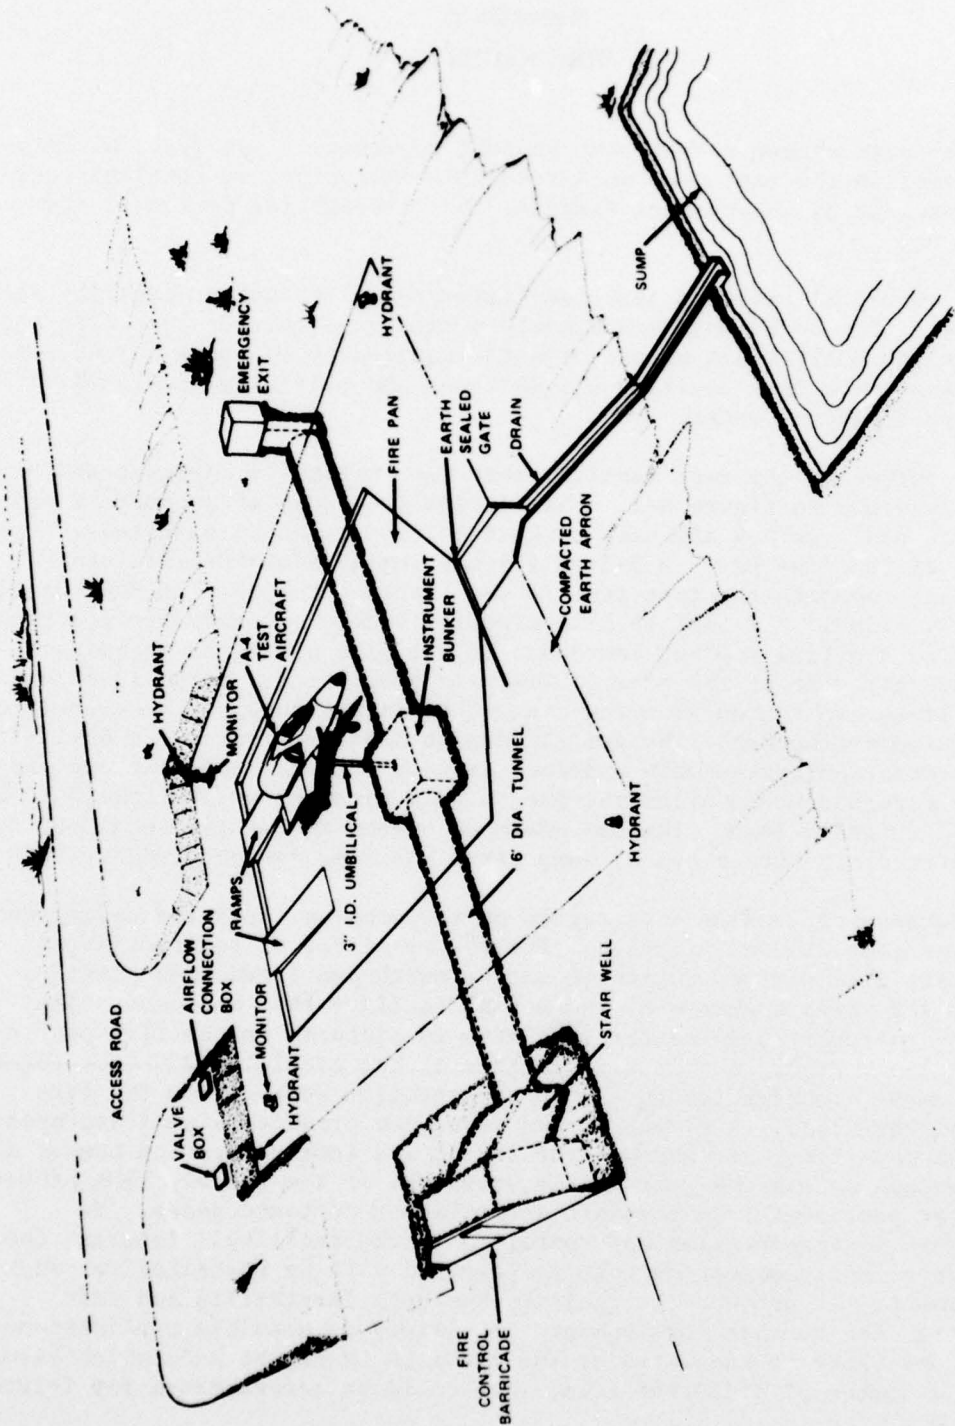 ACCESS ROAD
HYDRANT
VALVE
BOX
AIRFLOW
CONNECTION
BOX
MONITOR
RAMPS
A-4
TEST
AIRCRAFT
EMERGENCY
EXIT
MONITOR
HYDRANT
3" I.D. UMBILICAL
HYDRANT
FIRE PAN
INSTRUMENT
BUNKER
EARTH
SEALED
GATE
FIRE
CONTROL
BARRICADE
6' DIA. TUNNEL
DRAIN
COMPACTED
EARTH APRON
STAIR WELL
HYDRANT
SUMP